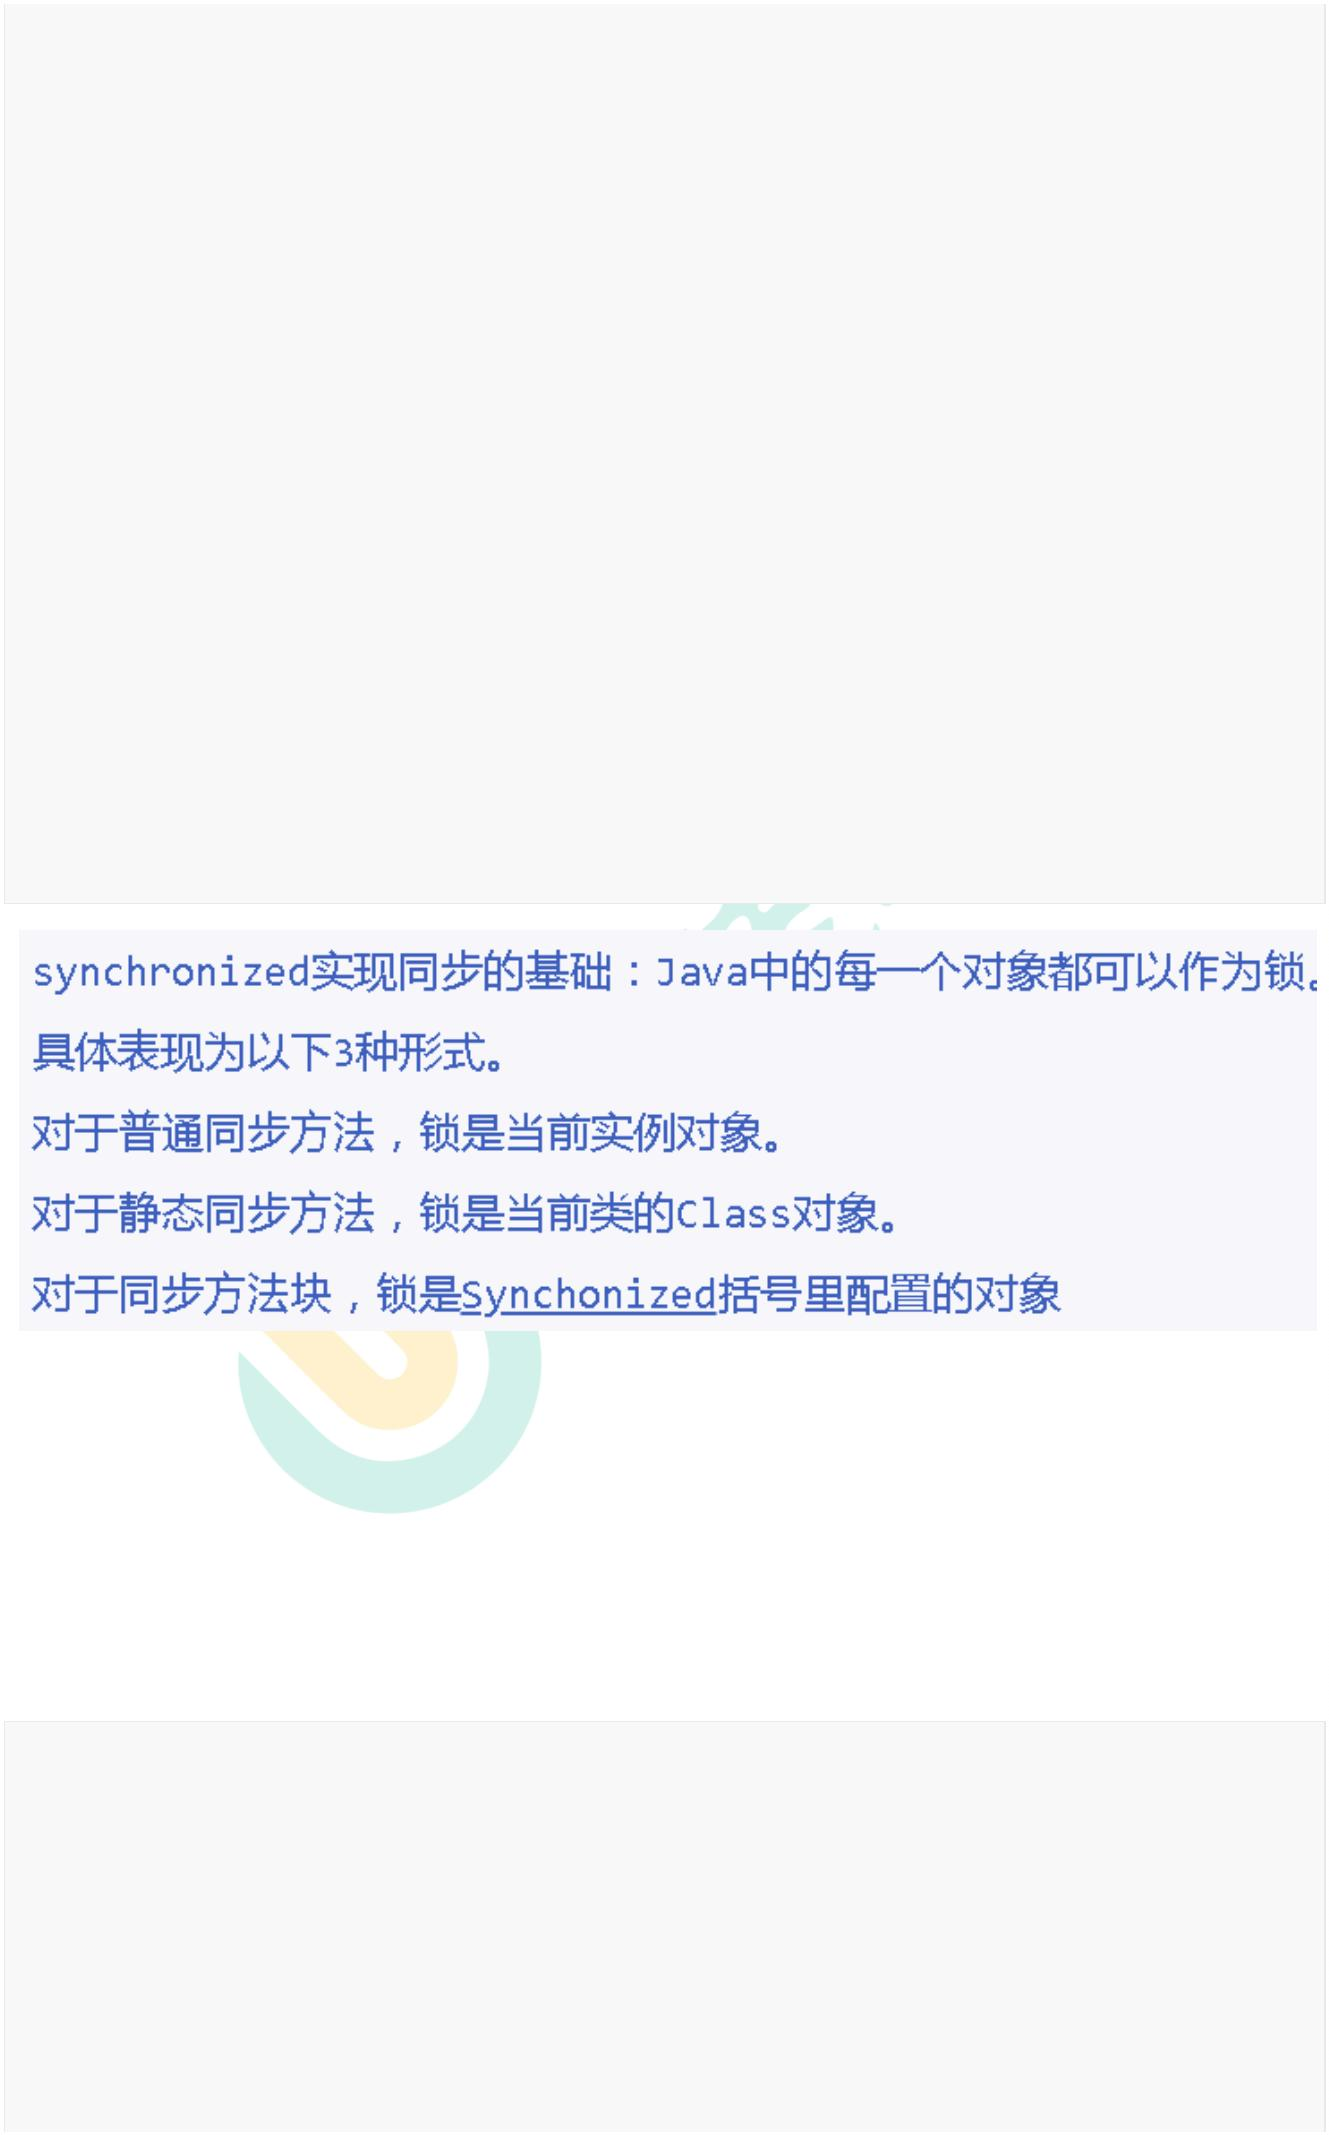 synchronized实现同步的基础：Java中的每一个对象都可以作为锁。
具体表现为以下3种形式。
对于普通同步方法，锁是当前实例对象。
对于静态同步方法，锁是当前类的Class对象。
对于同步方法块，锁是Synchonized括号里配置的对象